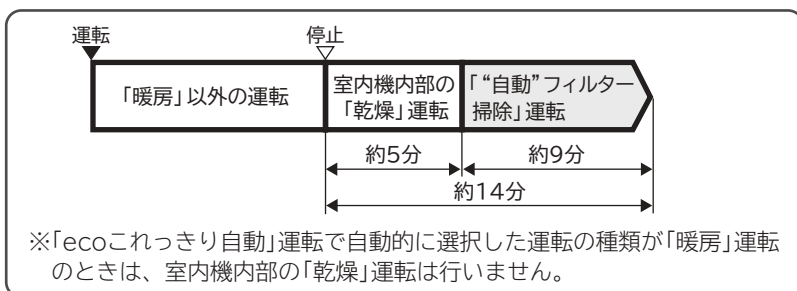 運転
停止
「暖房」以外の運転
室内機内部の
「乾燥」運転
「“自動”フィルター
掃除」運転
約5分
約9分
約14分
※「ecoこれっきり自動」運転で自動的に選択した運転の種類が「暖房」運転
のときは、室内機内部の「乾燥」運転は行いません。